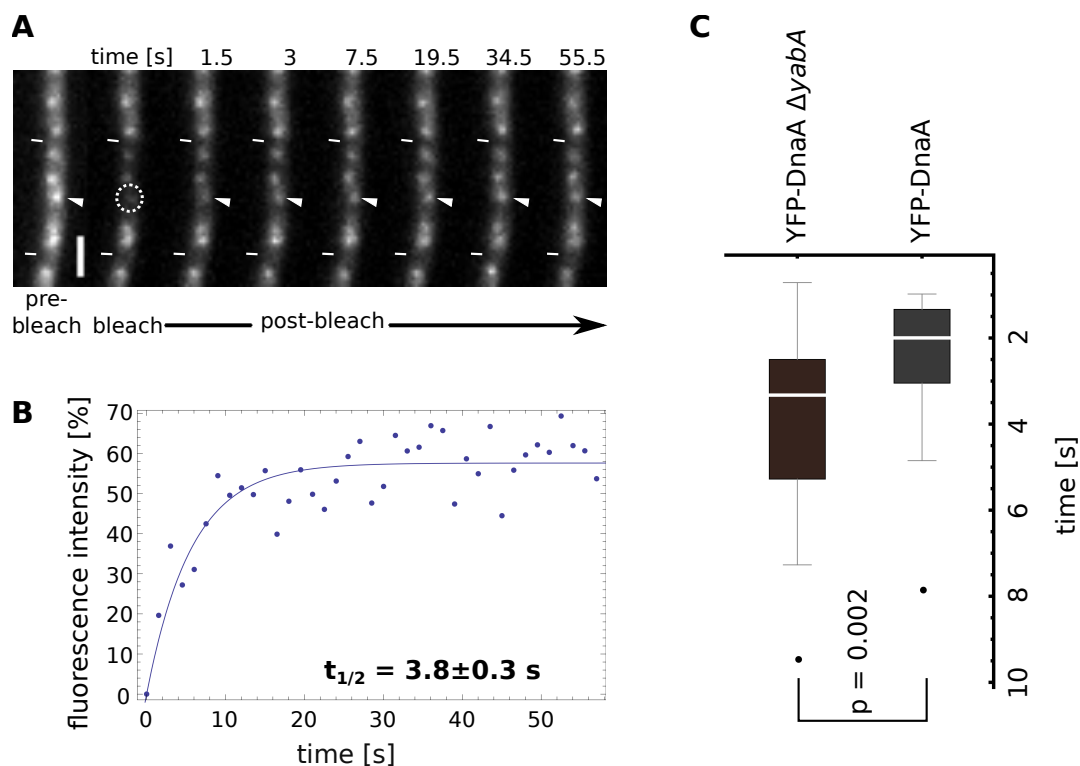 A
time [s] 1.5 3 7.5 19.5 34.5 55.5
pre-
bleach bleach post-bleach
B
fluorescence intensity [%]
70
60
50
40
30
20
10
0
t1/2 = 3.8±0.3 s
0 10 20 30 40 50
time [s]
C
YFP-DnaA ΔyabA
YFP-DnaA
2
4
6
8
10
time [s]
p = 0.002